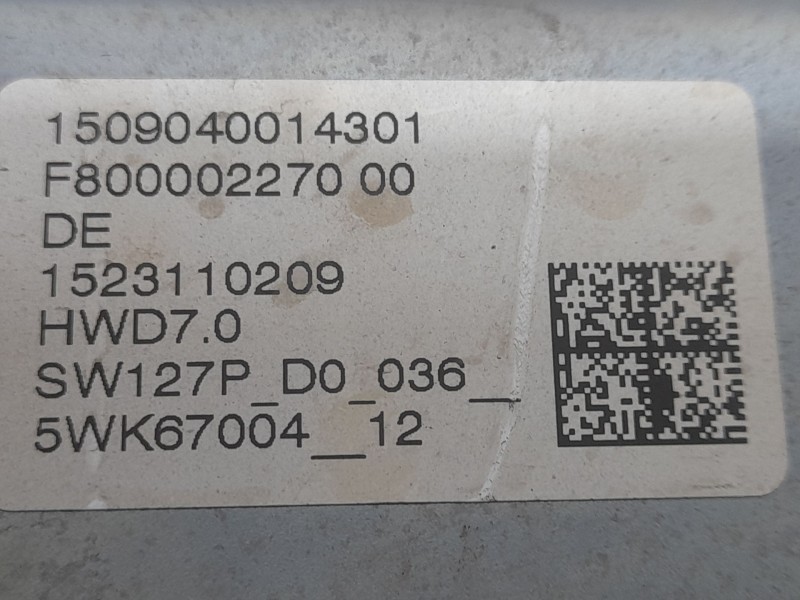 1509040014301
F800002270 00
DE
1523110209
HWD7.0
SW127P_D0_036__
5WK67004__12